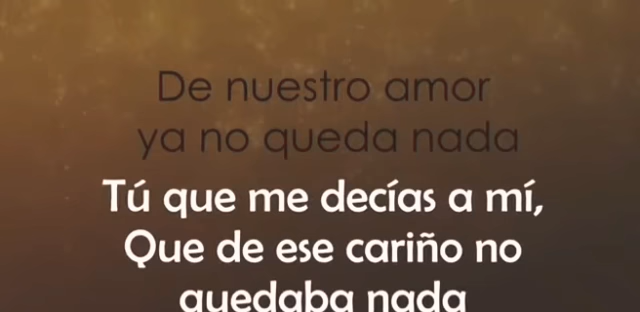 De nuestro amor
ya no queda nada
Tú que me decías a mí,
Que de ese cariño no
quedaba nada